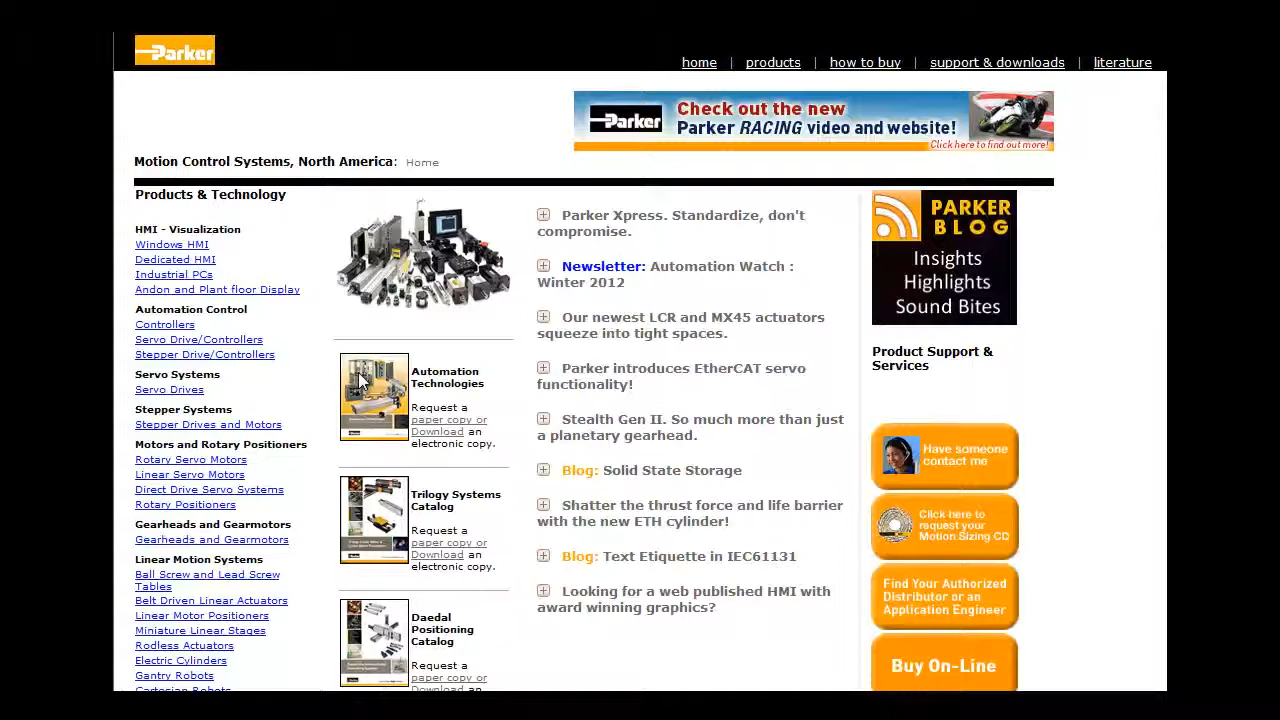 Parker
home | products | how to buy | support & downloads | literature
Parker
Check out the new
Parker RACING video and website!
Click here to find out more!
Motion Control Systems, North America: Home
Products & Technology
HMI - Visualization
Windows HMI
Dedicated HMI
Industrial PCs
Andon and Plant floor Display
Automation Control
Controllers
Servo Drive/Controllers
Stepper Drive/Controllers
Servo Systems
Servo Drives
Stepper Systems
Stepper Drives and Motors
Motors and Rotary Positioners
Rotary Servo Motors
Linear Servo Motors
Direct Drive Servo Systems
Rotary Positioners
Gearheads and Gearmotors
Gearheads and Gearmotors
Linear Motion Systems
Ball Screw and Lead Screw
Tables
Belt Driven Linear Actuators
Linear Motor Positioners
Miniature Linear Stages
Rodless Actuators
Electric Cylinders
Gantry Robots
Cartesian Robots
Automation
Technologies
Request a
paper copy or
Download an
electronic copy.
Trilogy Systems
Catalog
Request a
paper copy or
Download an
electronic copy.
Daedal
Positioning
Catalog
Request a
paper copy or
Download an
Parker Xpress. Standardize, don't
compromise.
Newsletter: Automation Watch :
Winter 2012
Our newest LCR and MX45 actuators
squeeze into tight spaces.
Parker introduces EtherCAT servo
functionality!
Stealth Gen II. So much more than just
a planetary gearhead.
Blog: Solid State Storage
Shatter the thrust force and life barrier
with the new ETH cylinder!
Blog: Text Etiquette in IEC61131
Looking for a web published HMI with
award winning graphics?
PARKER
BLOG
Insights
Highlights
Sound Bites
Product Support &
Services
Have someone
contact me
Click here to
request your
Motion Sizing CD
Find Your Authorized
Distributor or an
Application Engineer
Buy On-Line